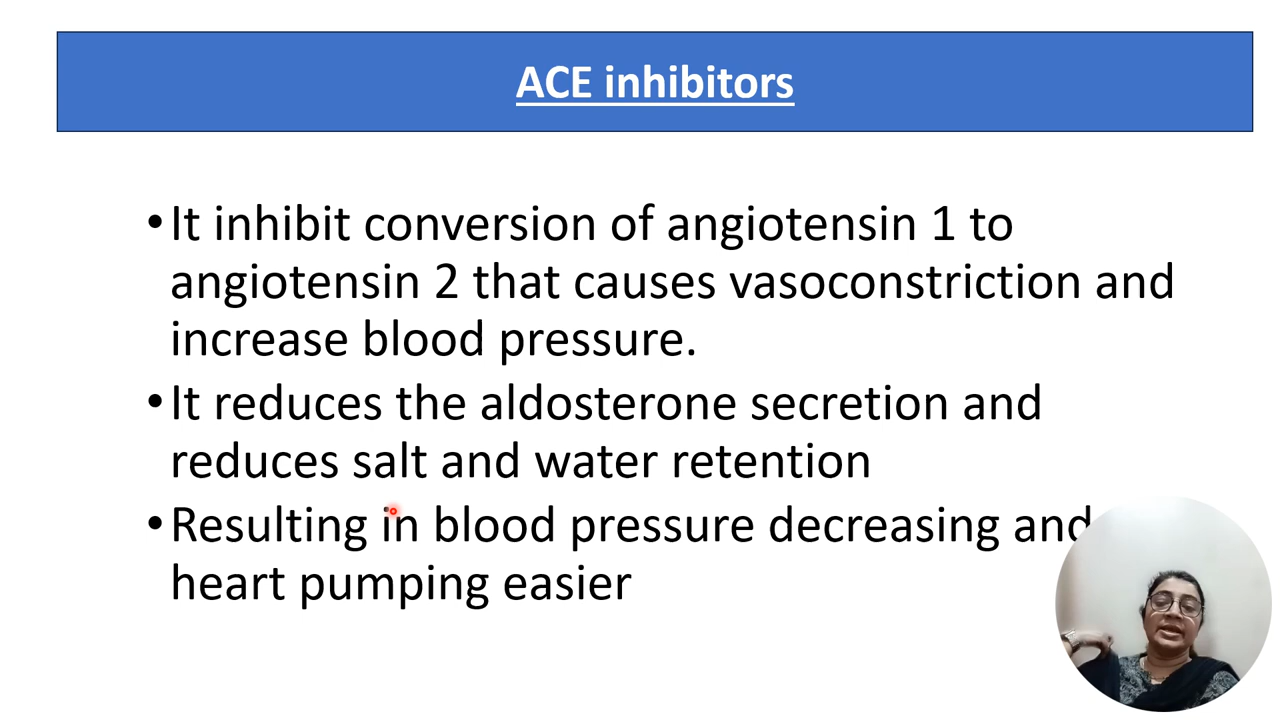 ACE inhibitors
•It inhibit conversion of angiotensin 1 to
angiotensin 2 that causes vasoconstriction and
increase blood pressure.
•It reduces the aldosterone secretion and
reduces salt and water retention
•Resulting in blood pressure decreasing and
heart pumping easier